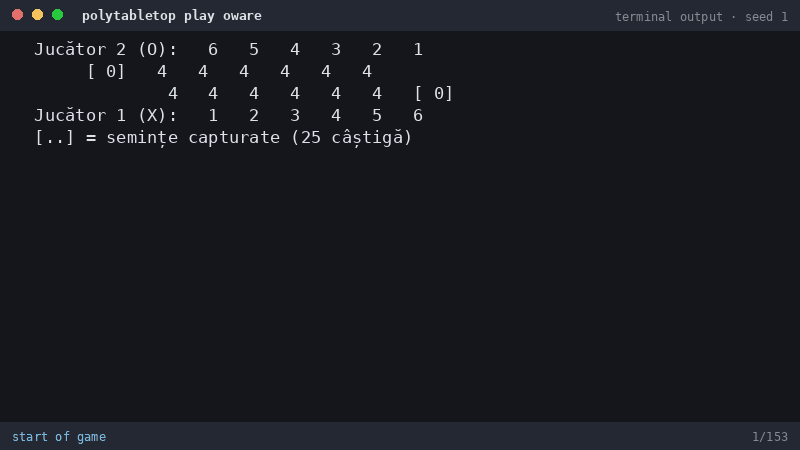 polytabletop play oware
terminal output · seed 1
Jucător 2 (O): 6 5 4 3 2 1
[ 0] 4 4 4 4 4 4
4 4 4 4 4 4 [ 0]
Jucător 1 (X): 1 2 3 4 5 6
[..] = semințe capturate (25 câștigă)
start of game
1/153